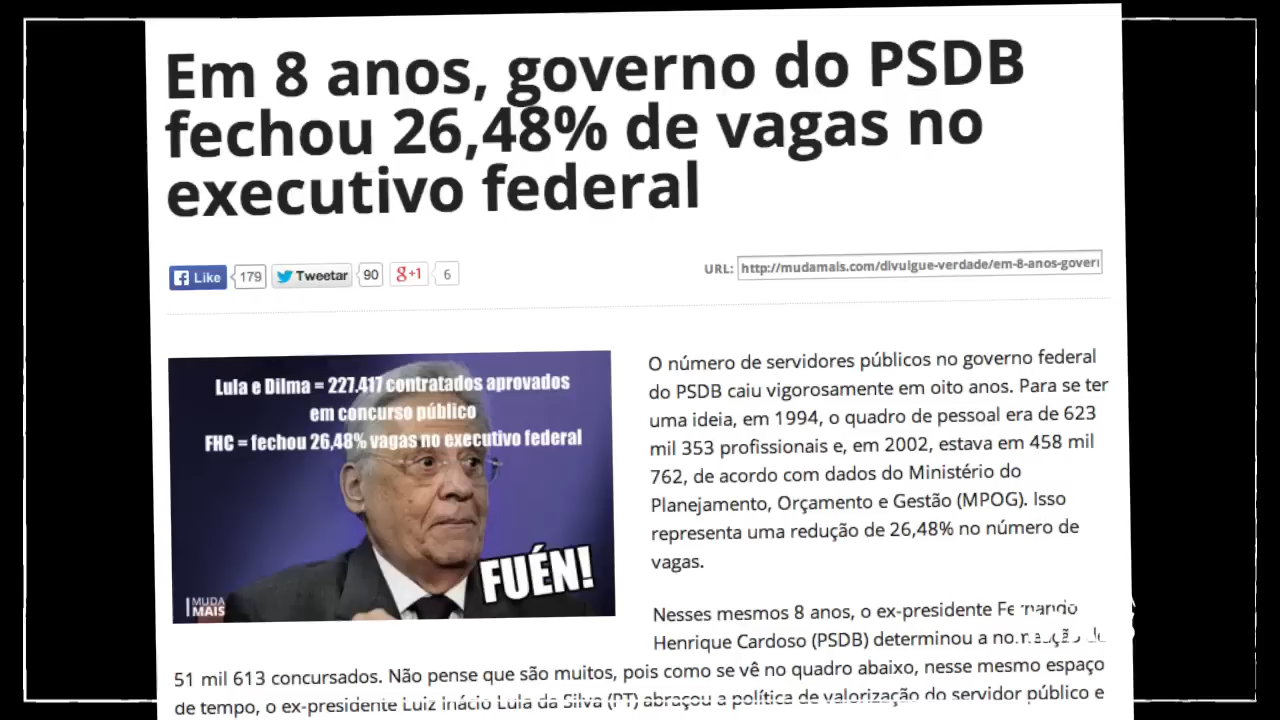 Em 8 anos, governo do PSDB
fechou 26,48% de vagas no
executivo federal
Like 179 Tweetar 90 g+1 6
URL: http://mudamais.com/divulgue-verdade/em-8-anos-govern
Lula e Dilma = 227.417 contratados aprovados
em concurso público
FHC = fechou 26,48% vagas no executivo federal
FUÉN!
MUDA
MAIS
O número de servidores públicos no governo federal
do PSDB caiu vigorosamente em oito anos. Para se ter
uma ideia, em 1994, o quadro de pessoal era de 623
mil 353 profissionais e, em 2002, estava em 458 mil
762, de acordo com dados do Ministério do
Planejamento, Orçamento e Gestão (MPOG). Isso
representa uma redução de 26,48% no número de
vagas.
Nesses mesmos 8 anos, o ex-presidente Fernando
Henrique Cardoso (PSDB) determinou a
51 mil 613 concursados. Não pense que são muitos, pois como se vê no quadro abaixo, nesse mesmo espaço
de tempo, o ex-presidente Luiz Inácio Lula da Silva (PT) abraçou a política de valorização do servidor público e